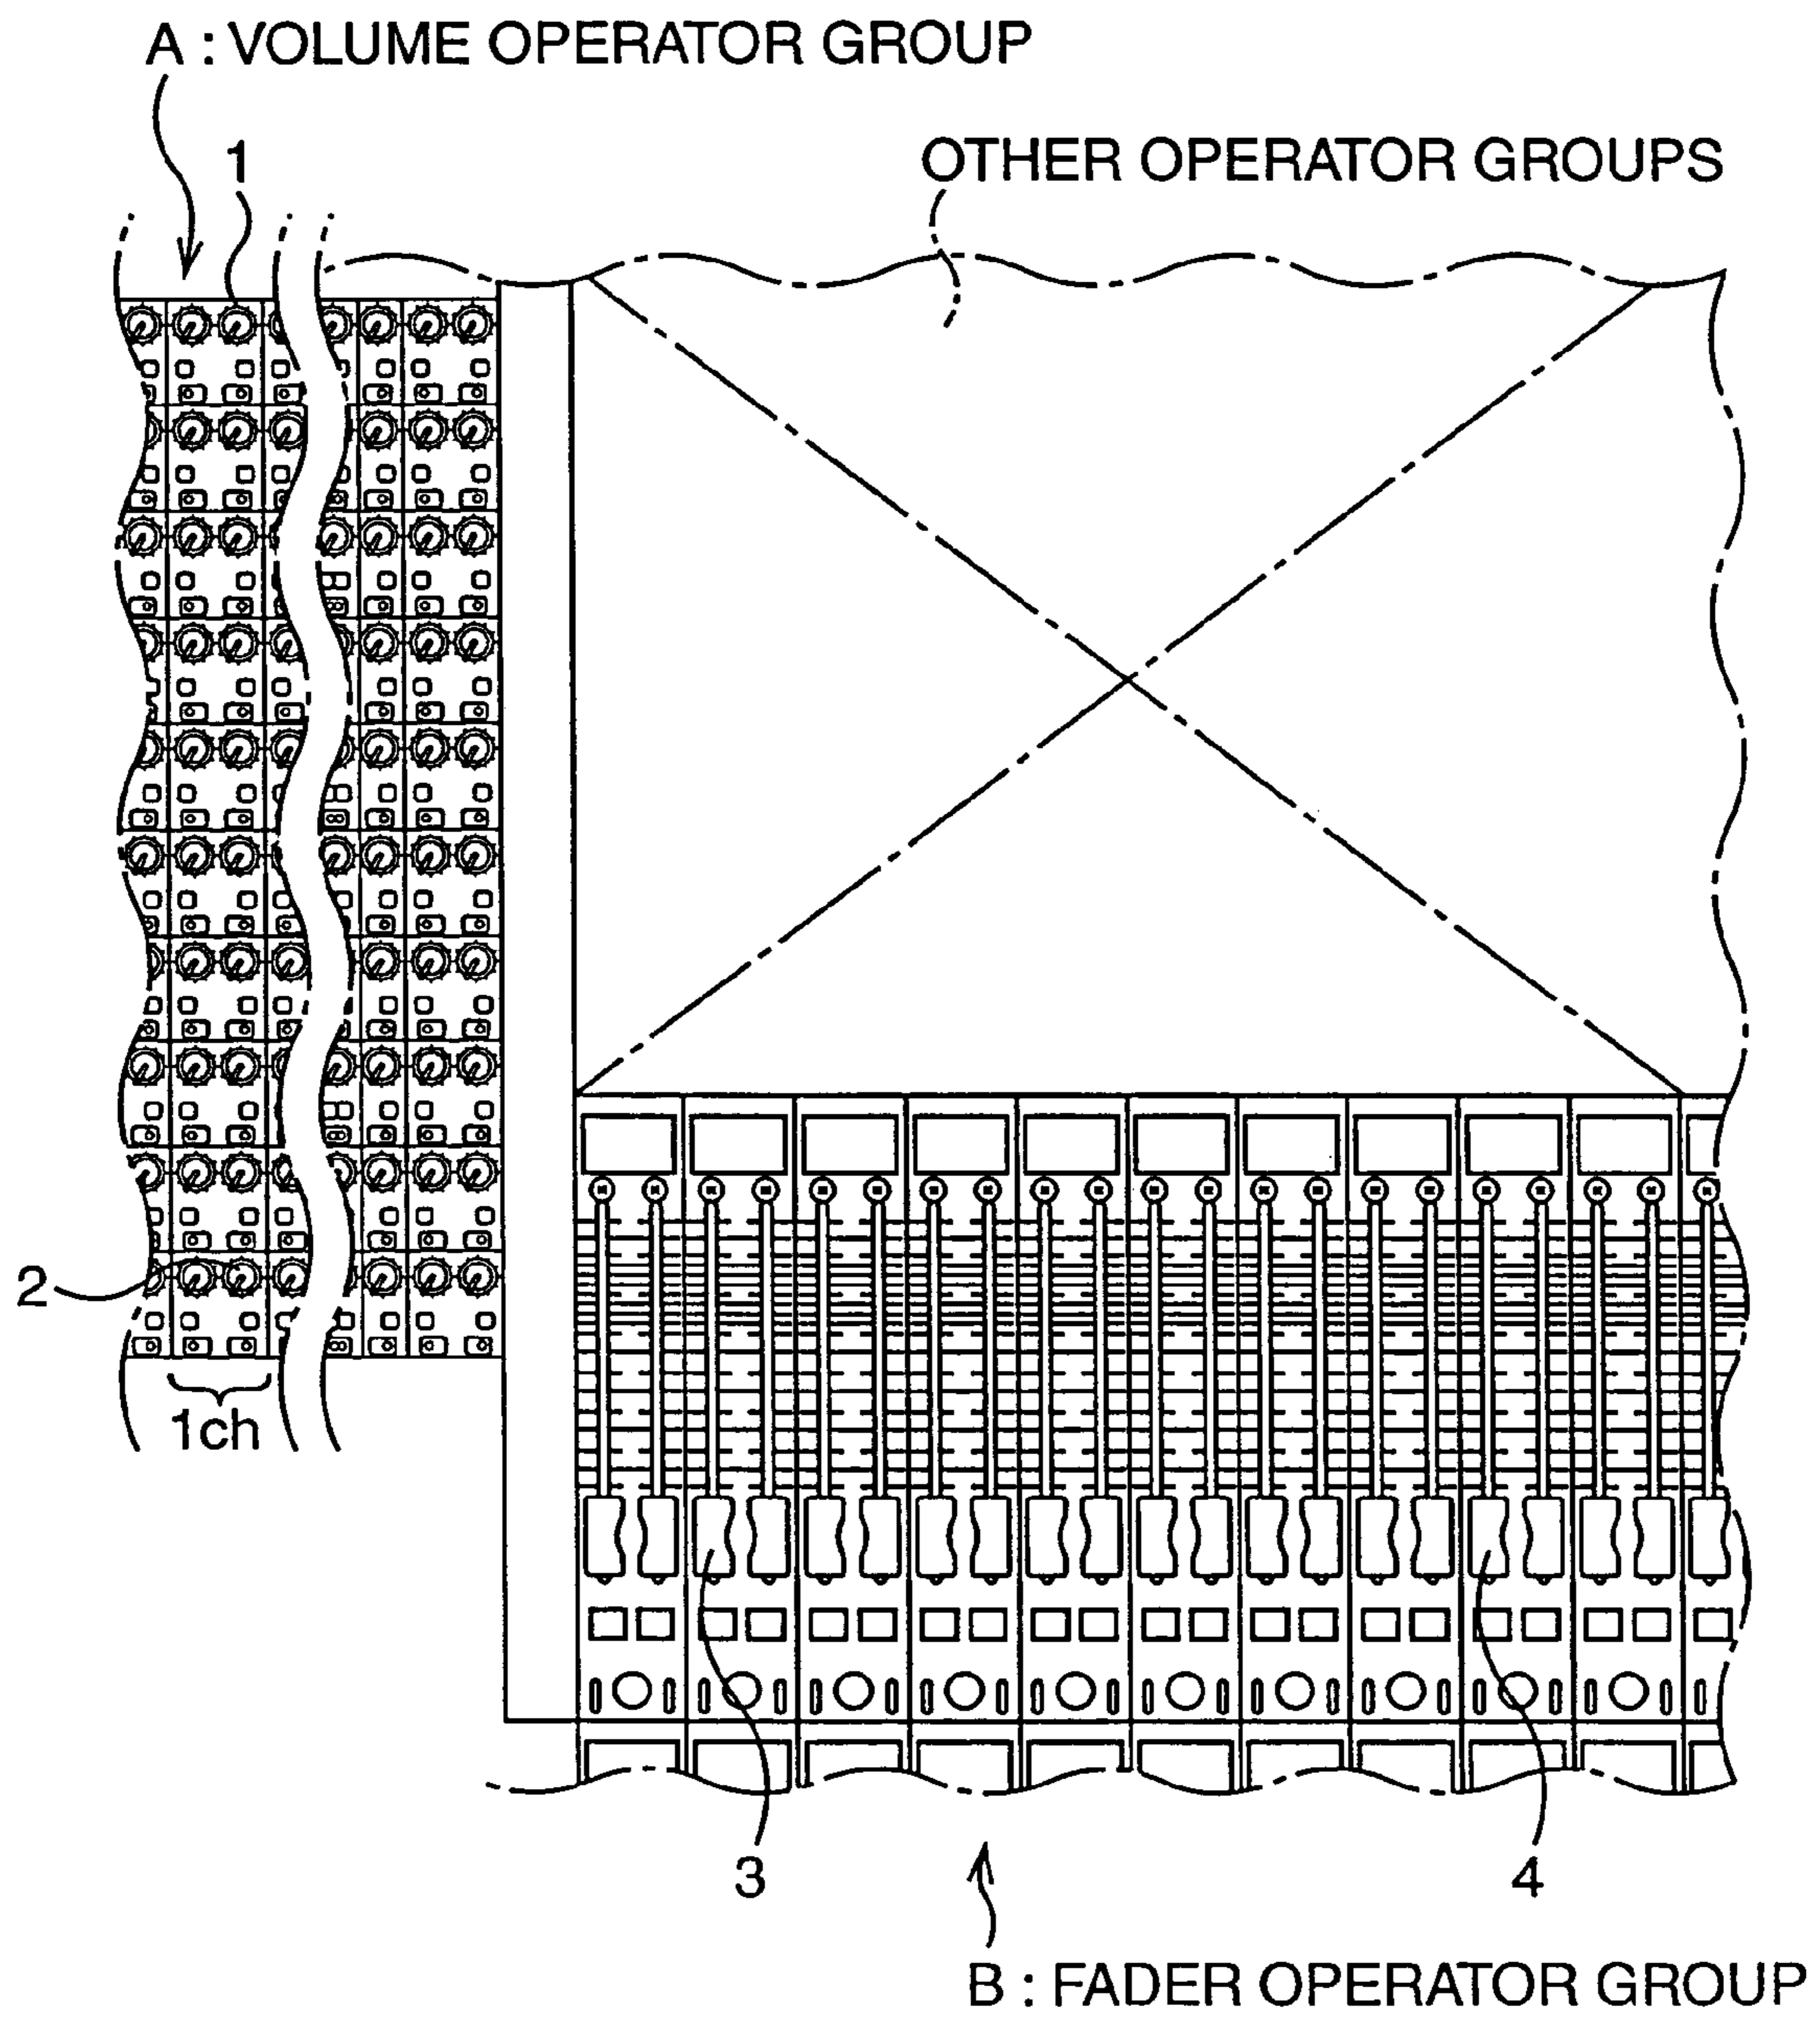 A : VOLUME OPERATOR GROUP
1
OTHER OPERATOR GROUPS
2
1ch
3
4
B : FADER OPERATOR GROUP